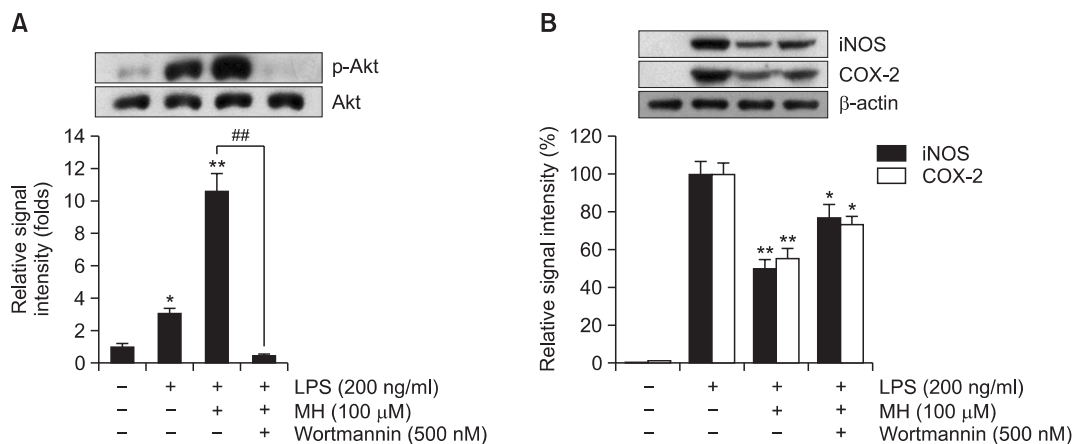 A
p-Akt
Akt
Relative signal
intensity (folds)
14
12
10
8
6
4
2
0
*
**
##
– + + + LPS (200 ng/ml)
– – + + MH (100 μM)
– – – + Wortmannin (500 nM)
B
iNOS
COX-2
β-actin
Relative signal intensity (%)
120
100
80
60
40
20
0
** **
* *
iNOS
COX-2
– + + + LPS (200 ng/ml)
– – + + MH (100 μM)
– – – + Wortmannin (500 nM)